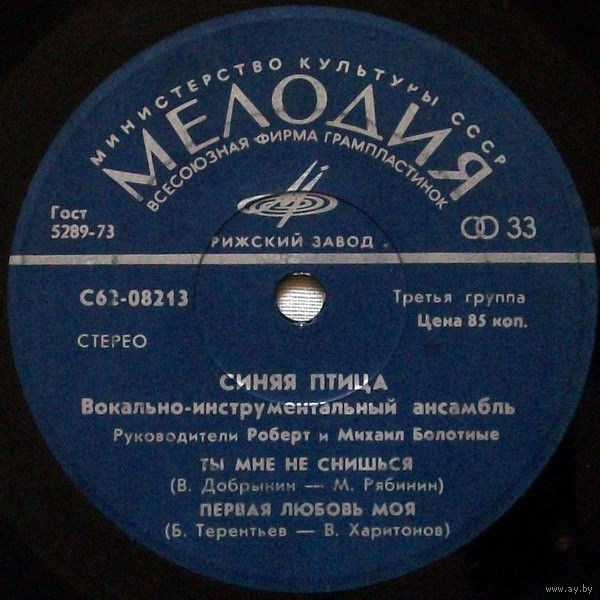 МИНИСТЕРСТВО КУЛЬТУРЫ СССР
МЕЛОДИЯ
ВСЕСОЮЗНАЯ ФИРМА ГРАМПЛАСТИНОК
Гост
5289-73
33
РИЖСКИЙ ЗАВОД
С62-08213
Третья группа
Цена 85 коп.
СТЕРЕО
СИНЯЯ ПТИЦА
Вокально-инструментальный ансамбль
Руководители Роберт и Михаил Болотные
ТЫ МНЕ НЕ СНИШЬСЯ
(В. Добрынин — М. Рябинин)
ПЕРВАЯ ЛЮБОВЬ МОЯ
(Б. Терентьев — В. Харитонов)
www.ay.by